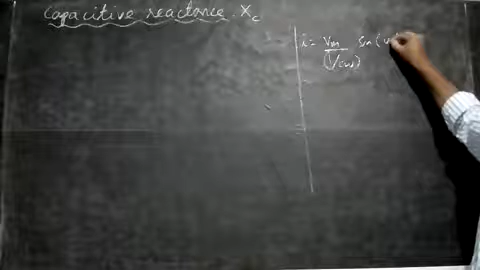 Capacitive reactance. Xc
i = Vm sin(ω
(1/cω)